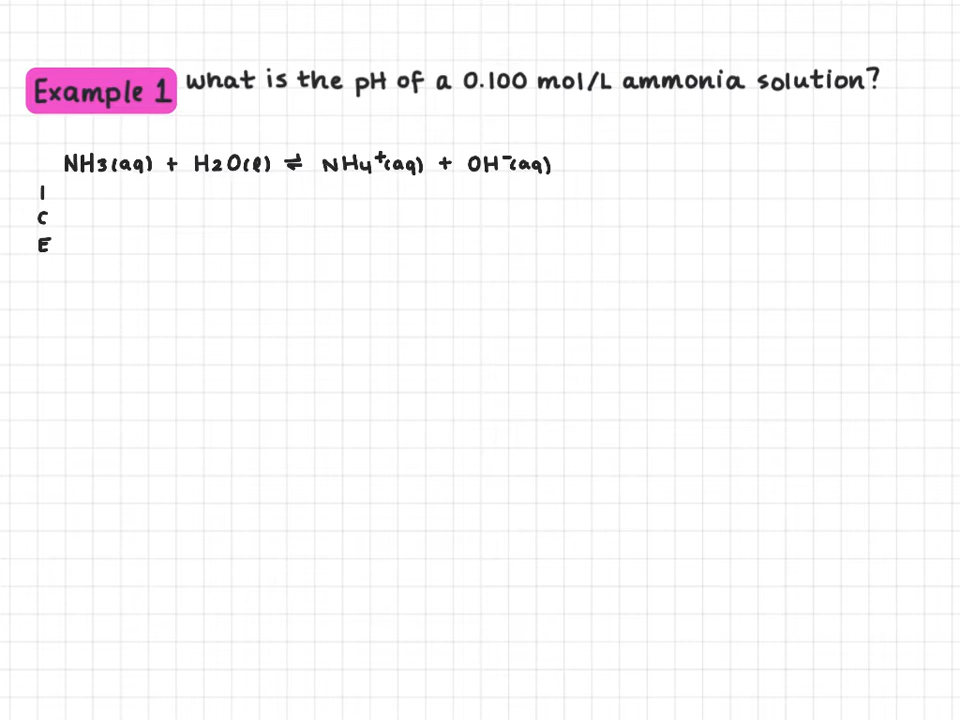 Example 1 what is the pH of a 0.100 mol/L ammonia solution?
NH3(aq) + H2O(l) ⇌ NH4+(aq) + OH-(aq)
I
C
E